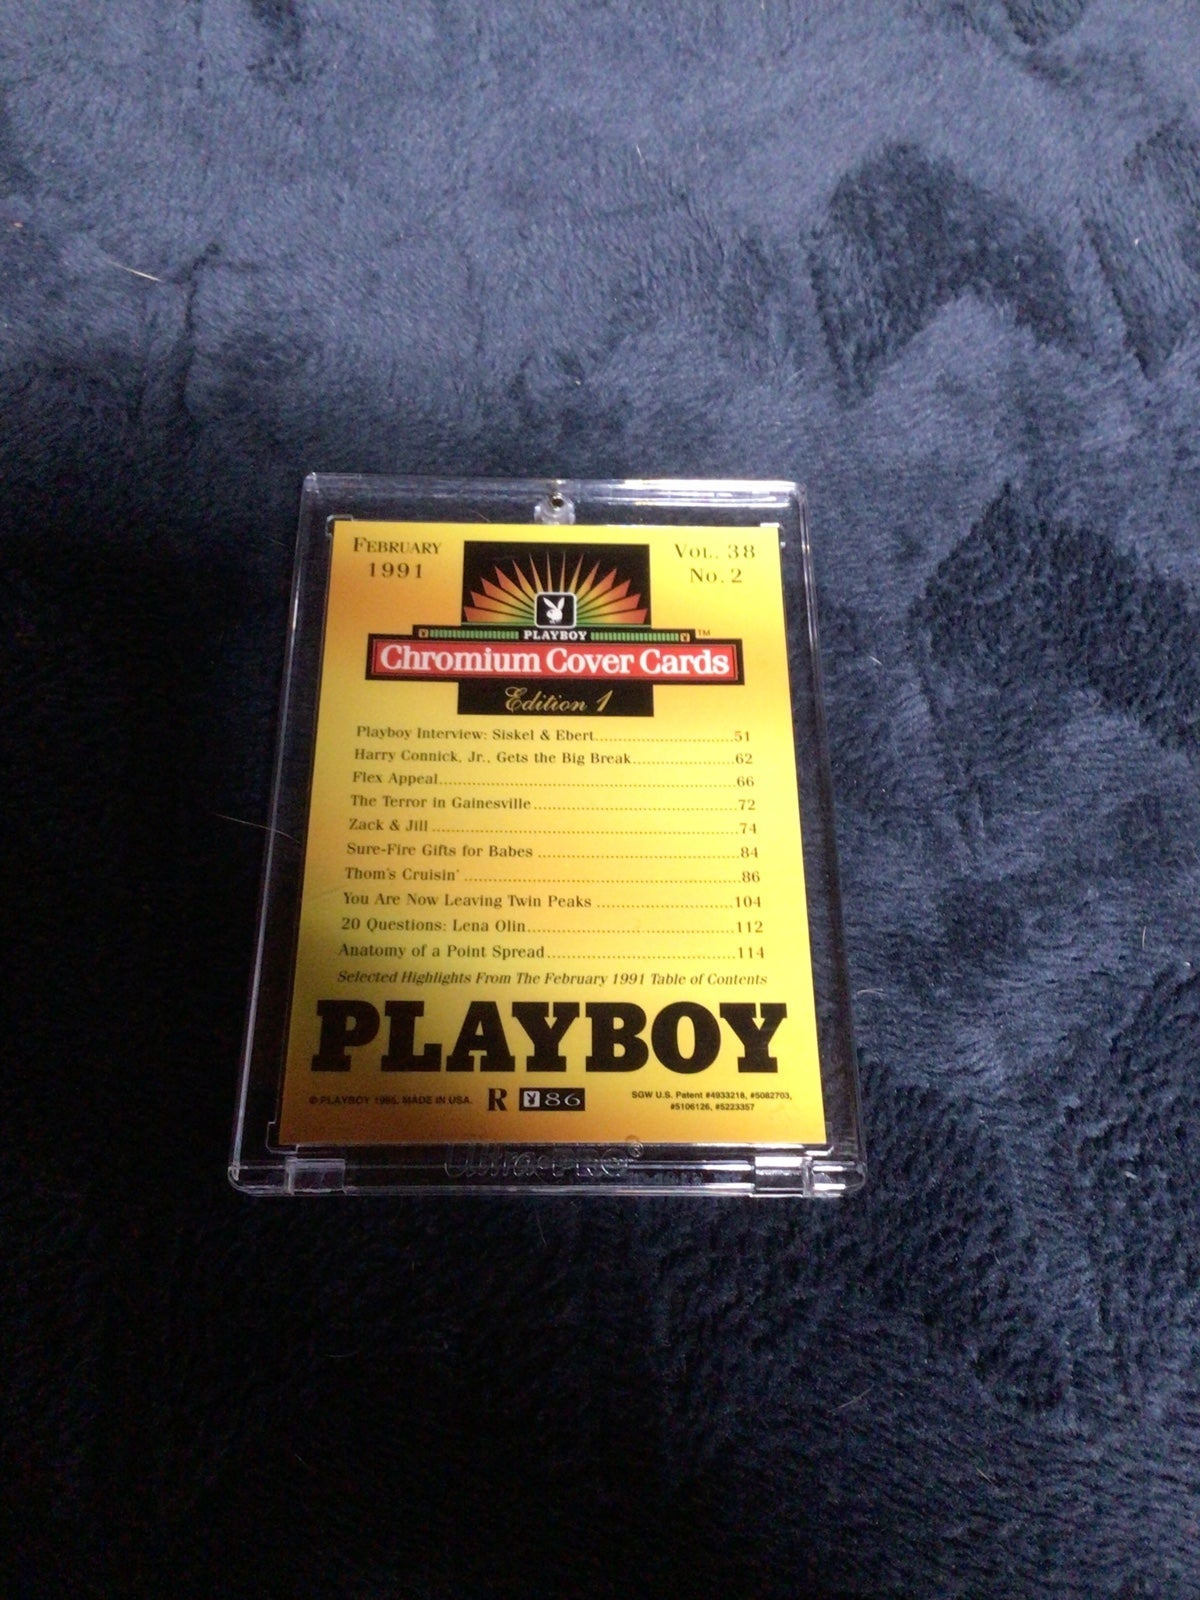 FEBRUARY
1991
VOL. 38
NO. 2
PLAYBOY
™
Chromium Cover Cards
Edition 1
Playboy Interview: Siskel & Ebert..........51
Harry Connick, Jr., Gets the Big Break..........62
Flex Appeal..........66
The Terror in Gainesville..........72
Zack & Jill..........74
Sure-Fire Gifts for Babes..........84
Thom's Cruisin'..........86
You Are Now Leaving Twin Peaks..........104
20 Questions: Lena Olin..........112
Anatomy of a Point Spread..........114
Selected Highlights From The February 1991 Table of Contents
PLAYBOY
© PLAYBOY 1995. MADE IN USA.
R 86
SGW U.S. Patent #4933218, #5082703,
#5106126, #5223357
Ultra•PRO®